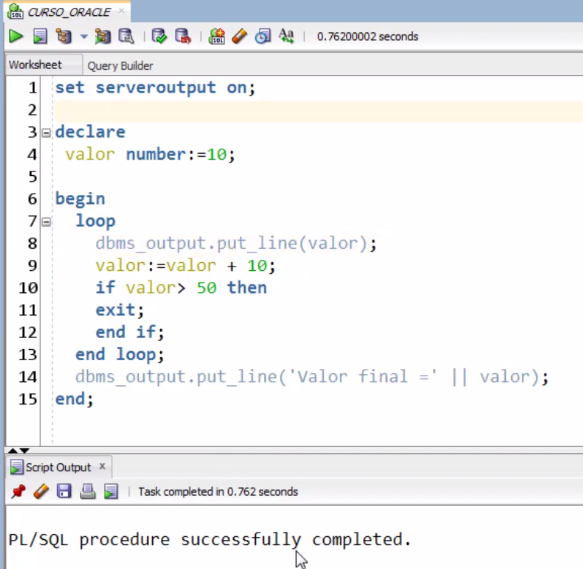 CURSO_ORACLE
0.76200002 seconds
Worksheet Query Builder
1 set serveroutput on;
2
3 declare
4 valor number:=10;
5
6 begin
7 loop
8 dbms_output.put_line(valor);
9 valor:=valor + 10;
10 if valor> 50 then
11 exit;
12 end if;
13 end loop;
14 dbms_output.put_line('Valor final =' || valor);
15 end;
Script Output x
Task completed in 0.762 seconds
PL/SQL procedure successfully completed.